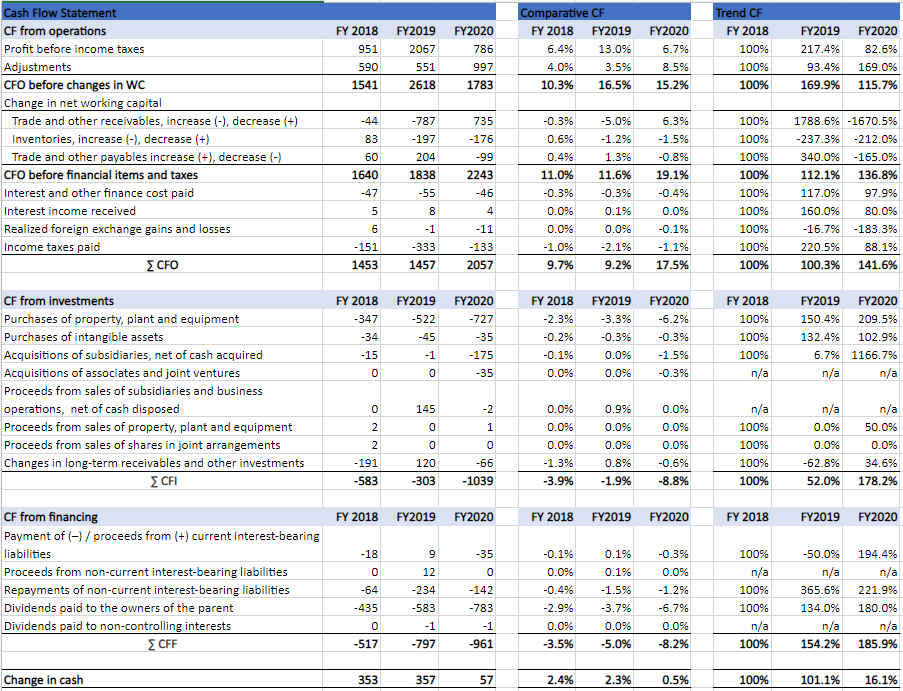 Cash Flow Statement Comparative CF Trend CF
CF from operations FY 2018 FY2019 FY2020 FY 2018 FY2019 FY2020 FY 2018 FY2019 FY2020
Profit before income taxes 951 2067 786 6.4% 13.0% 6.7% 100% 217.4% 82.6%
Adjustments 590 551 997 4.0% 3.5% 8.5% 100% 93.4% 169.0%
CFO before changes in WC 1541 2618 1783 10.3% 16.5% 15.2% 100% 169.9% 115.7%
Change in net working capital
Trade and other receivables, increase (-), decrease (+) -44 -787 735 -0.3% -5.0% 6.3% 100% 1788.6% -1670.5%
Inventories, increase (-), decrease (+) 83 -197 -176 0.6% -1.2% -1.5% 100% -237.3% -212.0%
Trade and other payables increase (+), decrease (-) 60 204 -99 0.4% 1.3% -0.8% 100% 340.0% -165.0%
CFO before financial items and taxes 1640 1838 2243 11.0% 11.6% 19.1% 100% 112.1% 136.8%
Interest and other finance cost paid -47 -55 -46 -0.3% -0.3% -0.4% 100% 117.0% 97.9%
Interest income received 5 8 4 0.0% 0.1% 0.0% 100% 160.0% 80.0%
Realized foreign exchange gains and losses 6 -1 -11 0.0% 0.0% -0.1% 100% -16.7% -183.3%
Income taxes paid -151 -333 -133 -1.0% -2.1% -1.1% 100% 220.5% 88.1%
∑ CFO 1453 1457 2057 9.7% 9.2% 17.5% 100% 100.3% 141.6%
CF from investments FY 2018 FY2019 FY2020 FY 2018 FY2019 FY2020 FY 2018 FY2019 FY2020
Purchases of property, plant and equipment -347 -522 -727 -2.3% -3.3% -6.2% 100% 150.4% 209.5%
Purchases of intangible assets -34 -45 -35 -0.2% -0.3% -0.3% 100% 132.4% 102.9%
Acquisitions of subsidiaries, net of cash acquired -15 -1 -175 -0.1% 0.0% -1.5% 100% 6.7% 1166.7%
Acquisitions of associates and joint ventures 0 0 -35 0.0% 0.0% -0.3% n/a n/a n/a
Proceeds from sales of subsidiaries and business
operations, net of cash disposed 0 145 -2 0.0% 0.9% 0.0% n/a n/a n/a
Proceeds from sales of property, plant and equipment 2 0 1 0.0% 0.0% 0.0% 100% 0.0% 50.0%
Proceeds from sales of shares in joint arrangements 2 0 0 0.0% 0.0% 0.0% 100% 0.0% 0.0%
Changes in long-term receivables and other investments -191 120 -66 -1.3% 0.8% -0.6% 100% -62.8% 34.6%
∑ CFI -583 -303 -1039 -3.9% -1.9% -8.8% 100% 52.0% 178.2%
CF from financing FY 2018 FY2019 FY2020 FY 2018 FY2019 FY2020 FY 2018 FY2019 FY2020
Payment of (−) / proceeds from (+) current interest-bearing
liabilities -18 9 -35 -0.1% 0.1% -0.3% 100% -50.0% 194.4%
Proceeds from non-current interest-bearing liabilities 0 12 0 0.0% 0.1% 0.0% n/a n/a n/a
Repayments of non-current interest-bearing liabilities -64 -234 -142 -0.4% -1.5% -1.2% 100% 365.6% 221.9%
Dividends paid to the owners of the parent -435 -583 -783 -2.9% -3.7% -6.7% 100% 134.0% 180.0%
Dividends paid to non-controlling interests 0 -1 -1 0.0% 0.0% 0.0% n/a n/a n/a
∑ CFF -517 -797 -961 -3.5% -5.0% -8.2% 100% 154.2% 185.9%
Change in cash 353 357 57 2.4% 2.3% 0.5% 100% 101.1% 16.1%